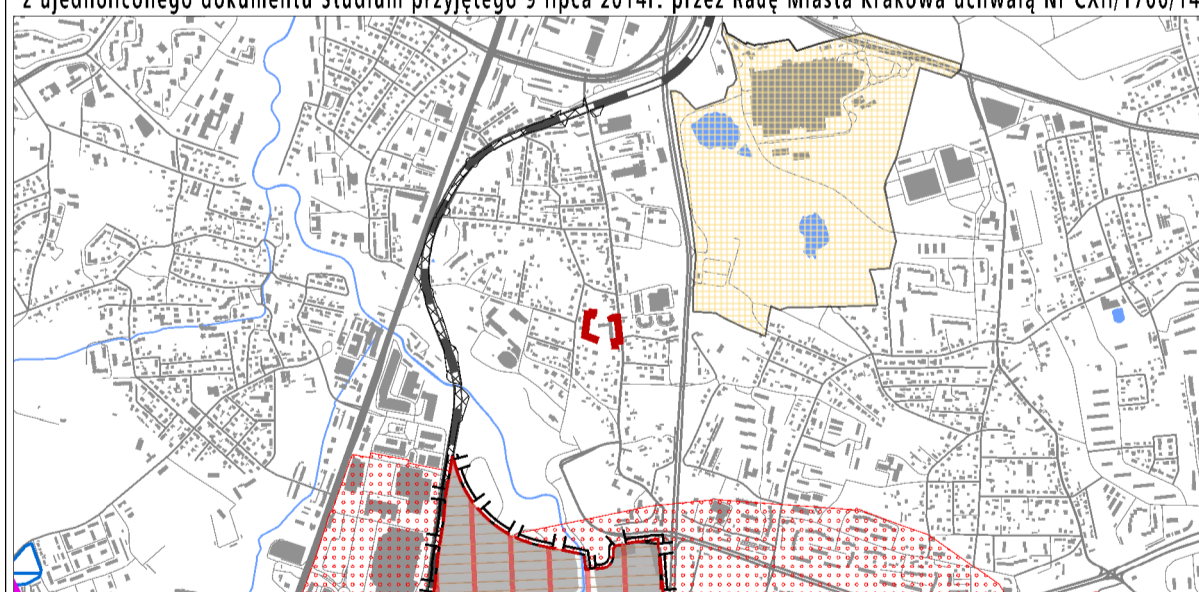 z ujednoliconego dokumentu Studium przyjętego 9 lipca 2014r. przez Radę Miasta Krakowa uchwałą Nr CXII/1700/14